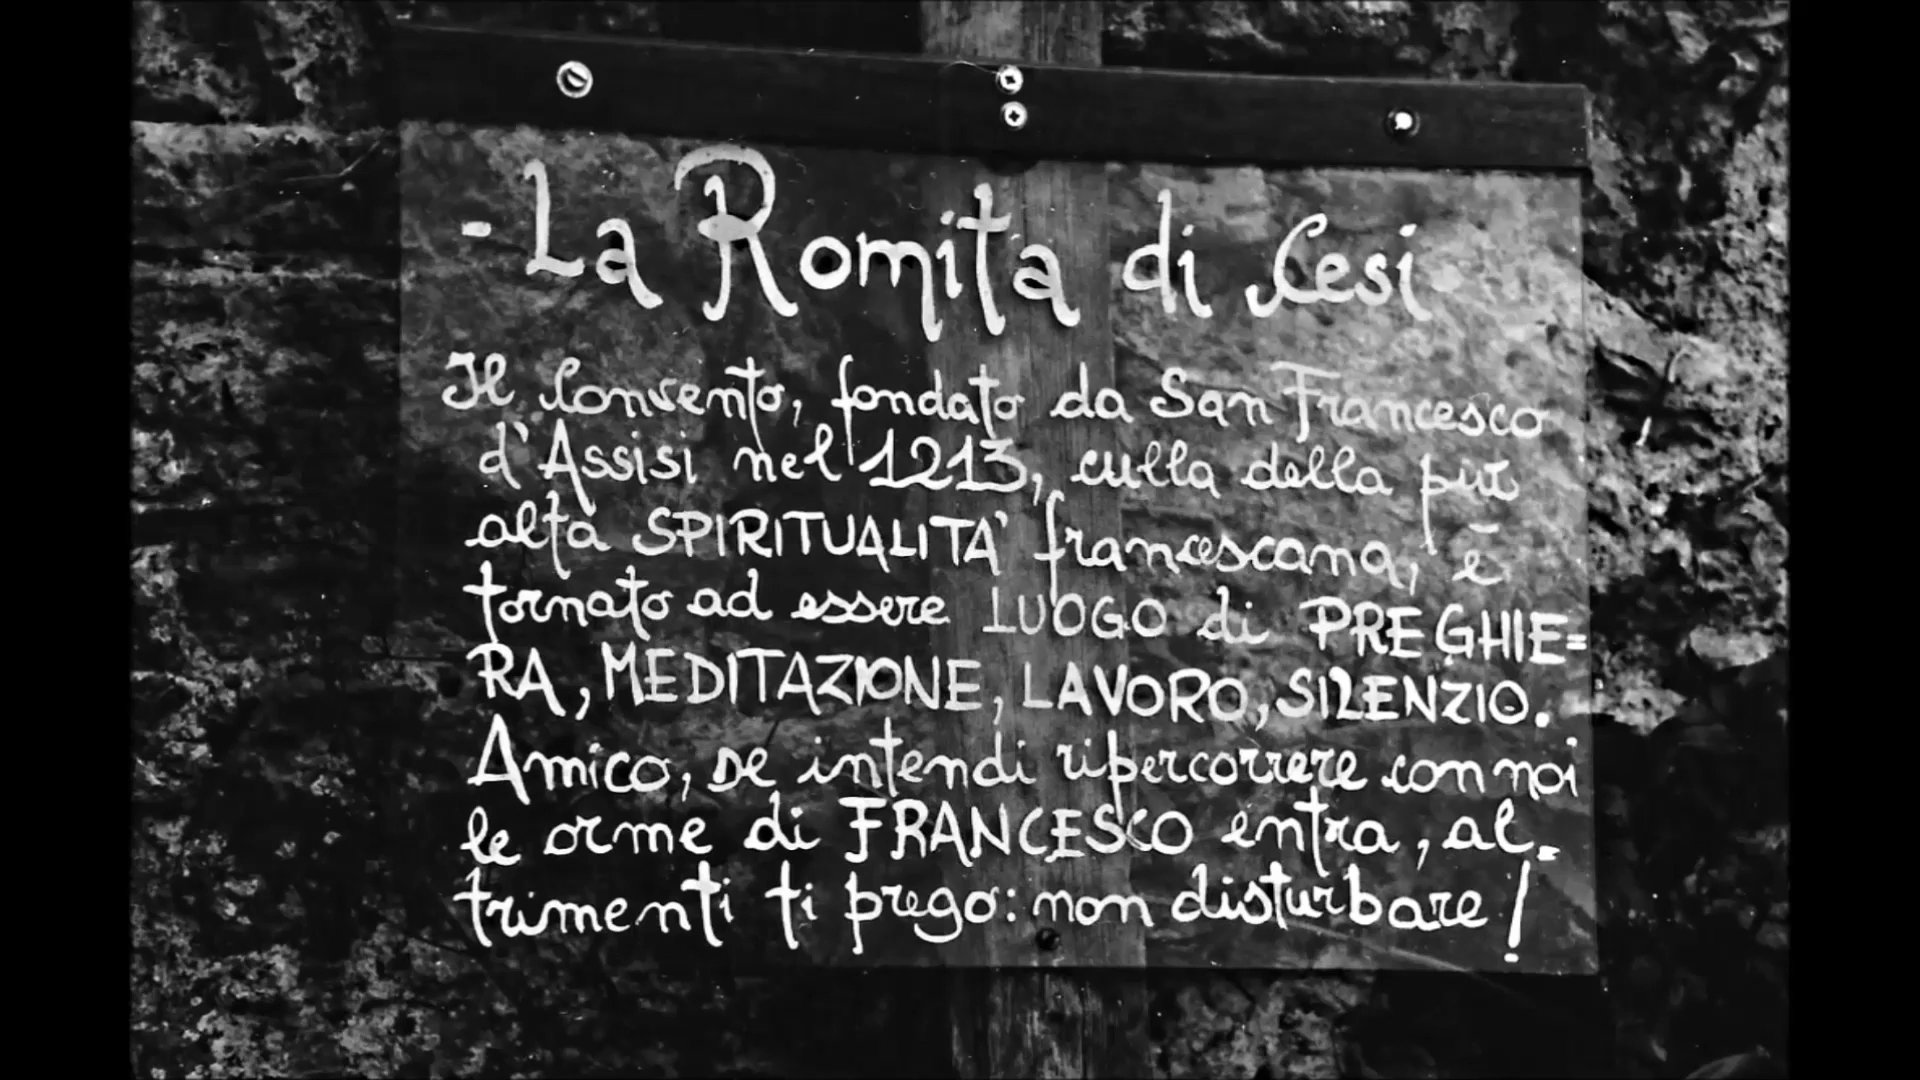 - La Romita di Cesi
Il Convento, fondato da San Francesco
d'Assisi nel 1213, culla della più
alta SPIRITUALITA' francescana, è
tornato ad essere LUOGO di PREGHIE=
RA, MEDITAZIONE, LAVORO, SILENZIO.
Amico, se intendi ripercorrere con noi
le orme di FRANCESCO entra, al=
trimenti ti prego: non disturbare!